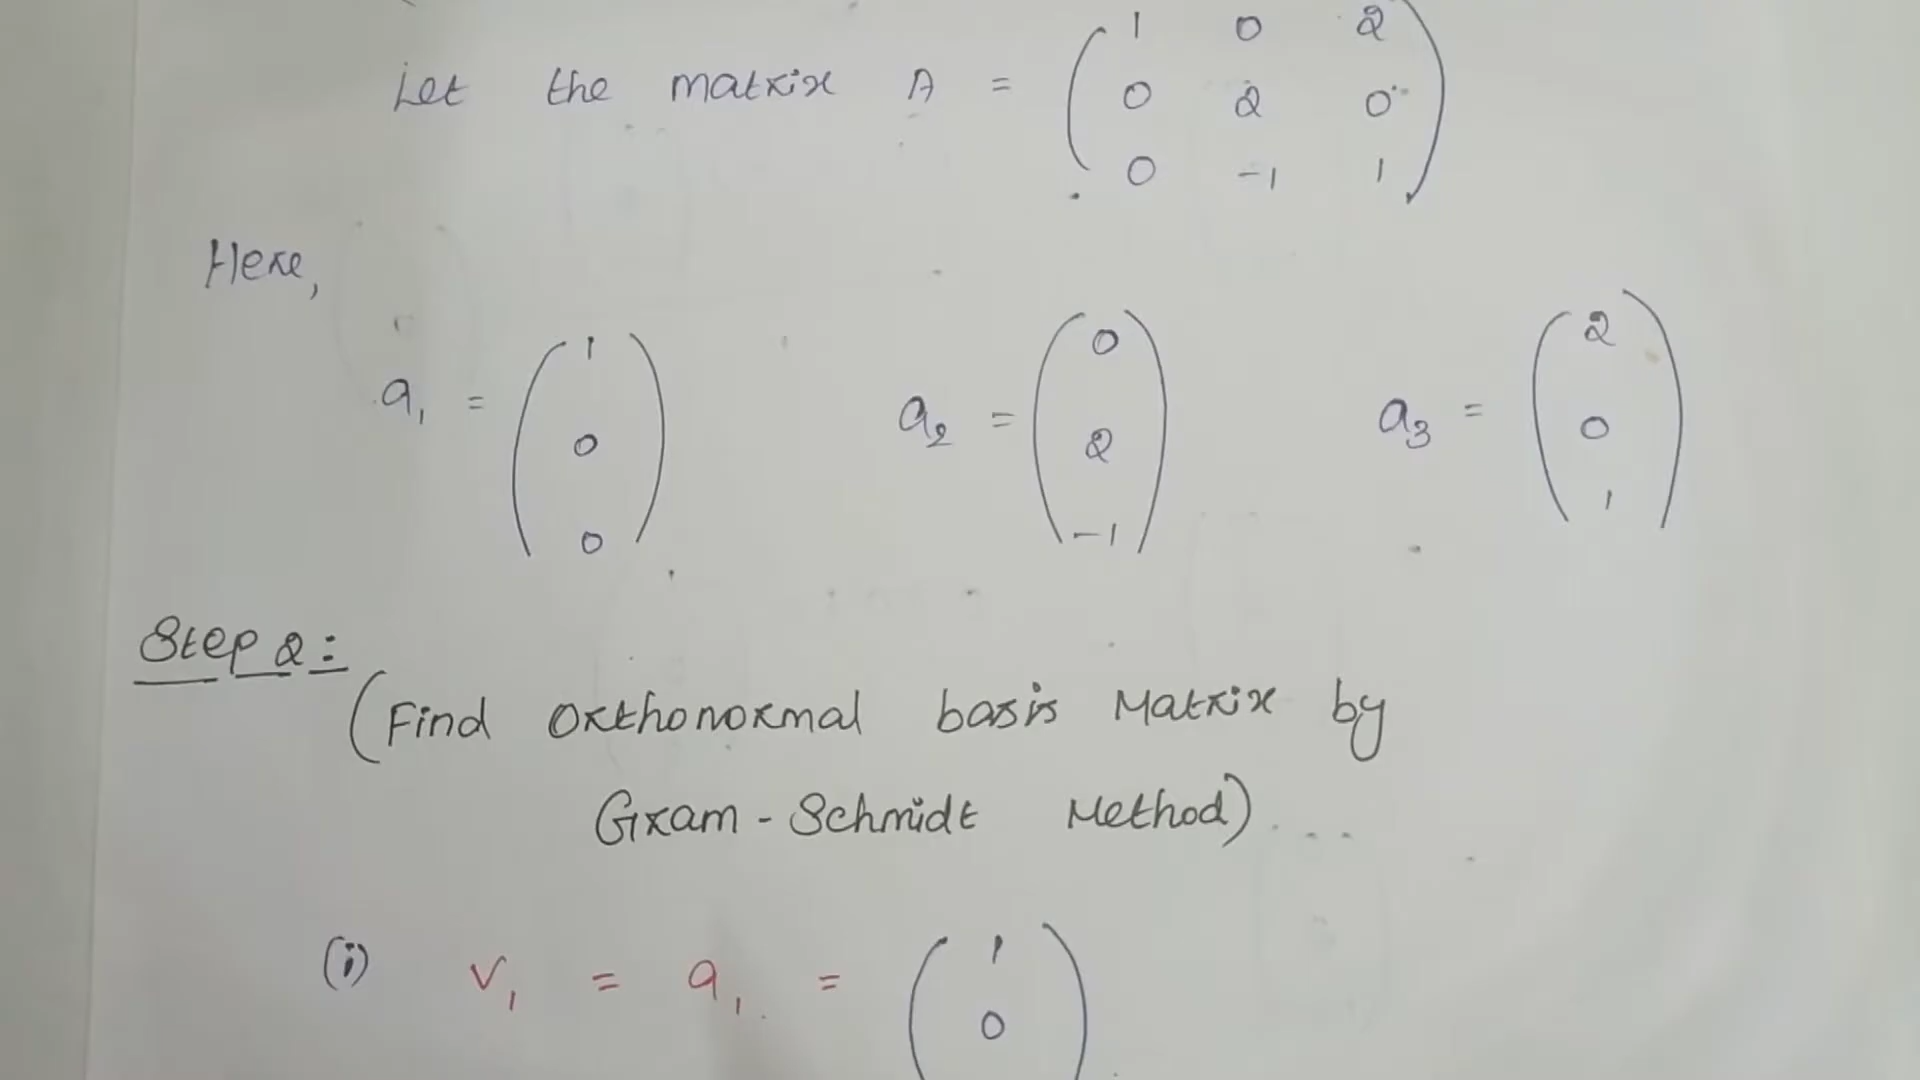 Let the matrix A = ( 1 0 2
0 2 0
0 -1 1 )
Here,
a₁ = ( 1 0 0 ) a₂ = ( 0 2 -1 ) a₃ = ( 2 0 1 )
Step 2:
(Find orthonormal basis Matrix by
Gram - Schmidt Method)...
(i) v₁ = a₁ = ( 1
0